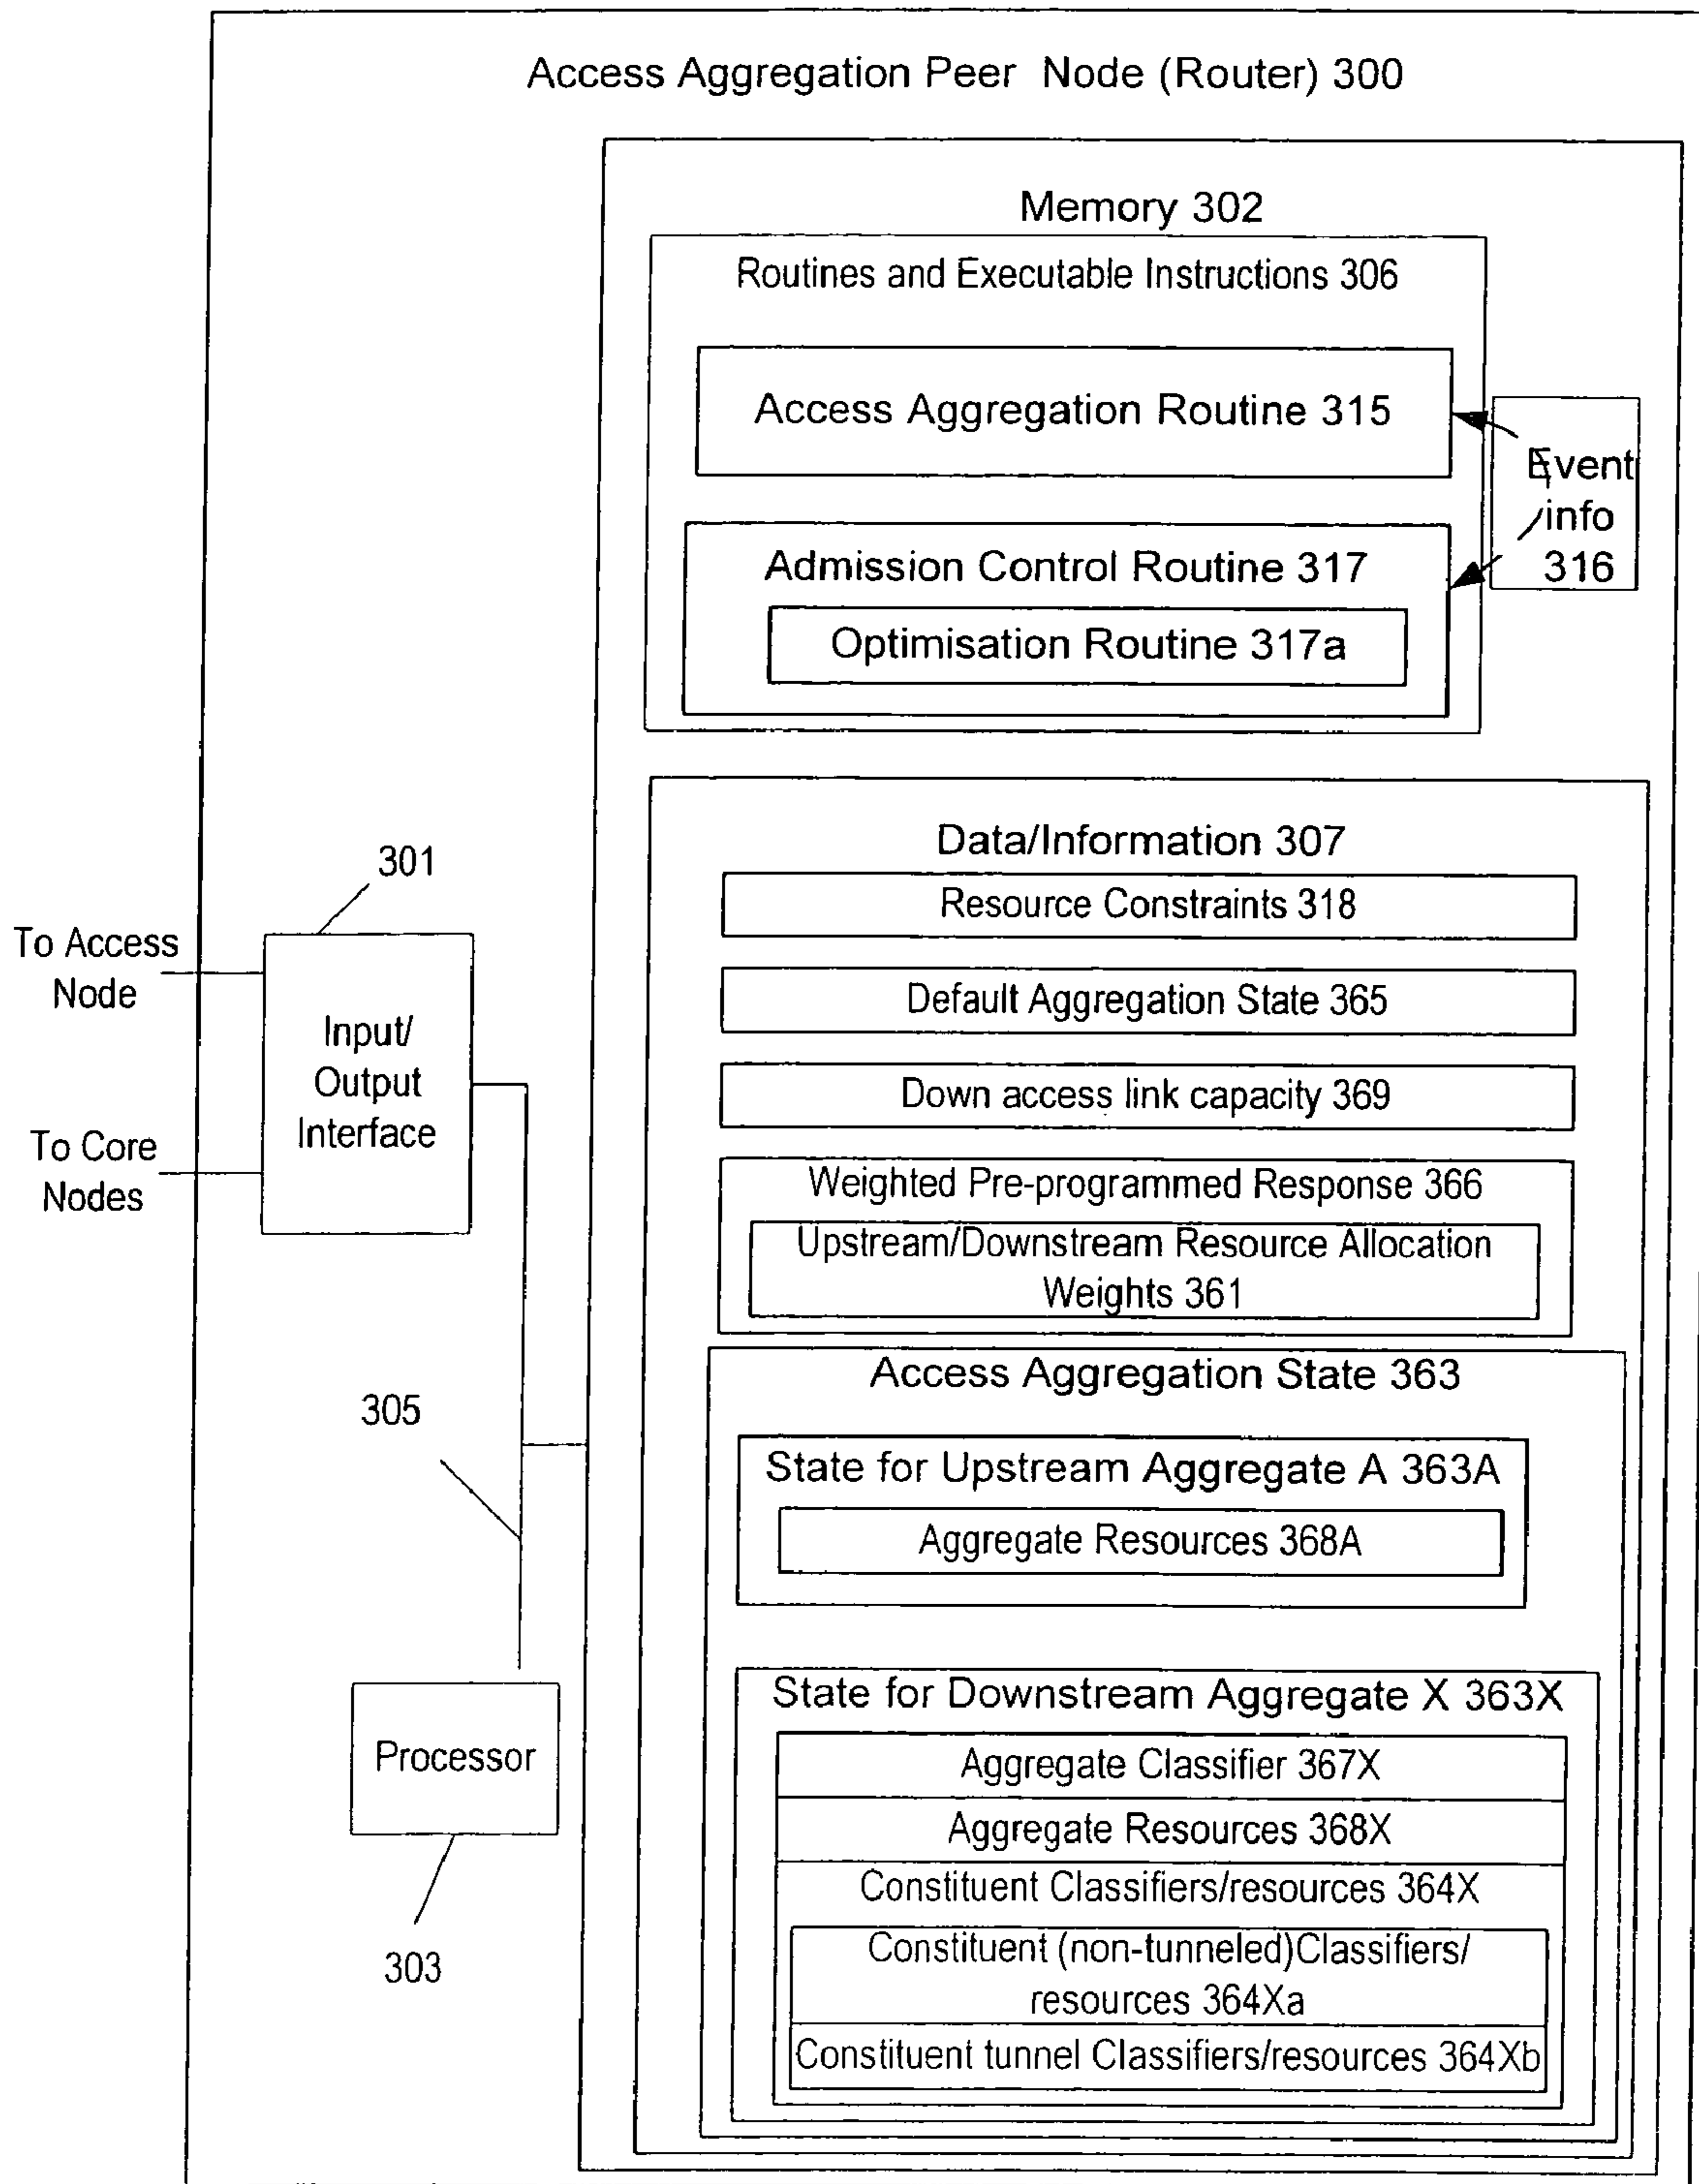 Access Aggregation Peer Node (Router) 300
Memory 302
Routines and Executable Instructions 306
Access Aggregation Routine 315
Event
info
316
Admission Control Routine 317
Optimisation Routine 317a
Data/Information 307
Resource Constraints 318
Default Aggregation State 365
Down access link capacity 369
Weighted Pre-programmed Response 366
Upstream/Downstream Resource Allocation
Weights 361
Access Aggregation State 363
State for Upstream Aggregate A 363A
Aggregate Resources 368A
State for Downstream Aggregate X 363X
Aggregate Classifier 367X
Aggregate Resources 368X
Constituent Classifiers/resources 364X
Constituent (non-tunneled)Classifiers/
resources 364Xa
Constituent tunnel Classifiers/resources 364Xb
301
To Access
Node
Input/
Output
Interface
To Core
Nodes
305
Processor
303